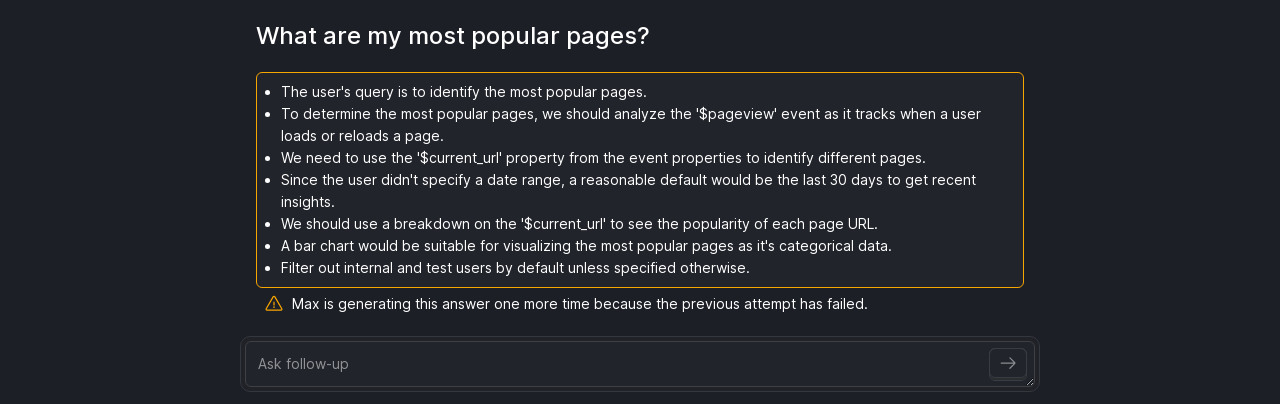 What are my most popular pages?
The user's query is to identify the most popular pages.
To determine the most popular pages, we should analyze the '$pageview' event as it tracks when a user
loads or reloads a page.
We need to use the '$current_url' property from the event properties to identify different pages.
Since the user didn't specify a date range, a reasonable default would be the last 30 days to get recent
insights.
We should use a breakdown on the '$current_url' to see the popularity of each page URL.
A bar chart would be suitable for visualizing the most popular pages as it's categorical data.
Filter out internal and test users by default unless specified otherwise.
Max is generating this answer one more time because the previous attempt has failed.
Ask follow-up